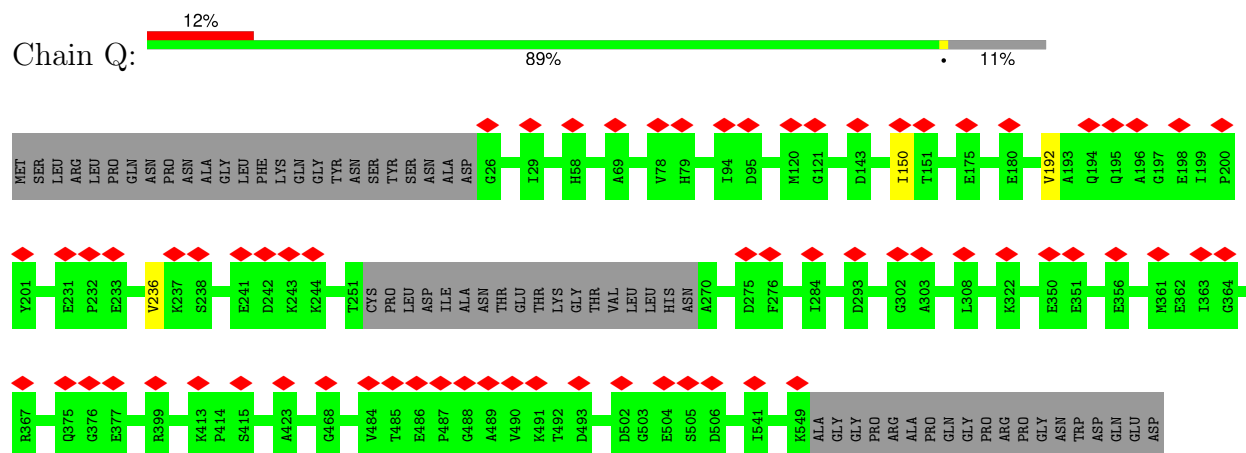 12%
Chain Q:
89% • 11%
MET SER LEU ARG LEU PRO GLN ASN PRO ASN ALA GLY LEU PHE LYS GLN GLY TYR ASN SER TYR SER ASN ALA ASP G26 I29 H58 A69 V78 H79 I94 D95 M120 G121 D143 I150 T151 E175 E180 V192 A193 Q194 Q195 A196 G197 E198 I199 P200
Y201 E231 P232 E233 V236 K237 S238 E241 D242 K243 K244 T251 CYS PRO LEU ASP ILE ALA ASN THR GLU THR LYS GLY THR VAL LEU LEU HIS ASN A270 D275 F276 I284 D293 G302 A303 L308 K322 E350 E351 E356 M361 E362 I363 G364
R367 Q375 G376 E377 R399 K413 P414 S415 A423 G468 V484 T485 E486 P487 G488 A489 V490 K491 T492 D493 D502 G503 E504 S505 D506 I541 K549 ALA GLY GLY PRO ARG ALA PRO GLN GLY PRO ARG PRO GLY ASN TRP ASP GLN GLU ASP